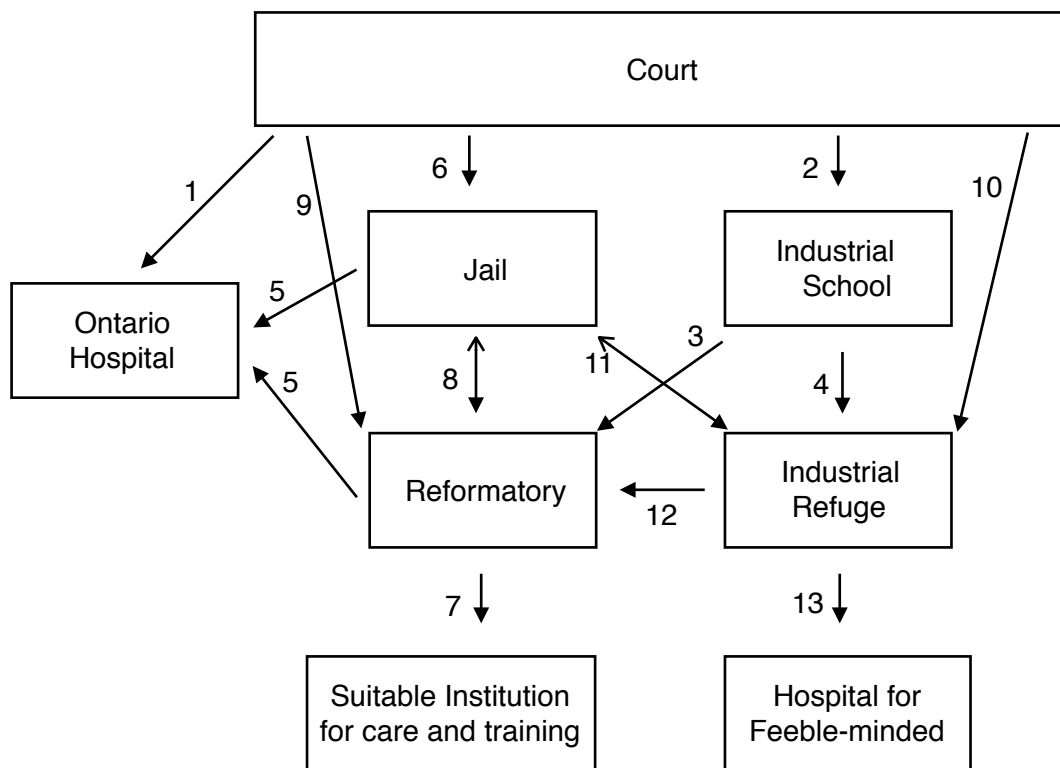 Court
6
2
1
9
10
Jail
Industrial
School
Ontario
Hospital
5
5
3
8
11
4
Reformatory
Industrial
Refuge
12
7
13
Suitable Institution
for care and training
Hospital for
Feeble-minded